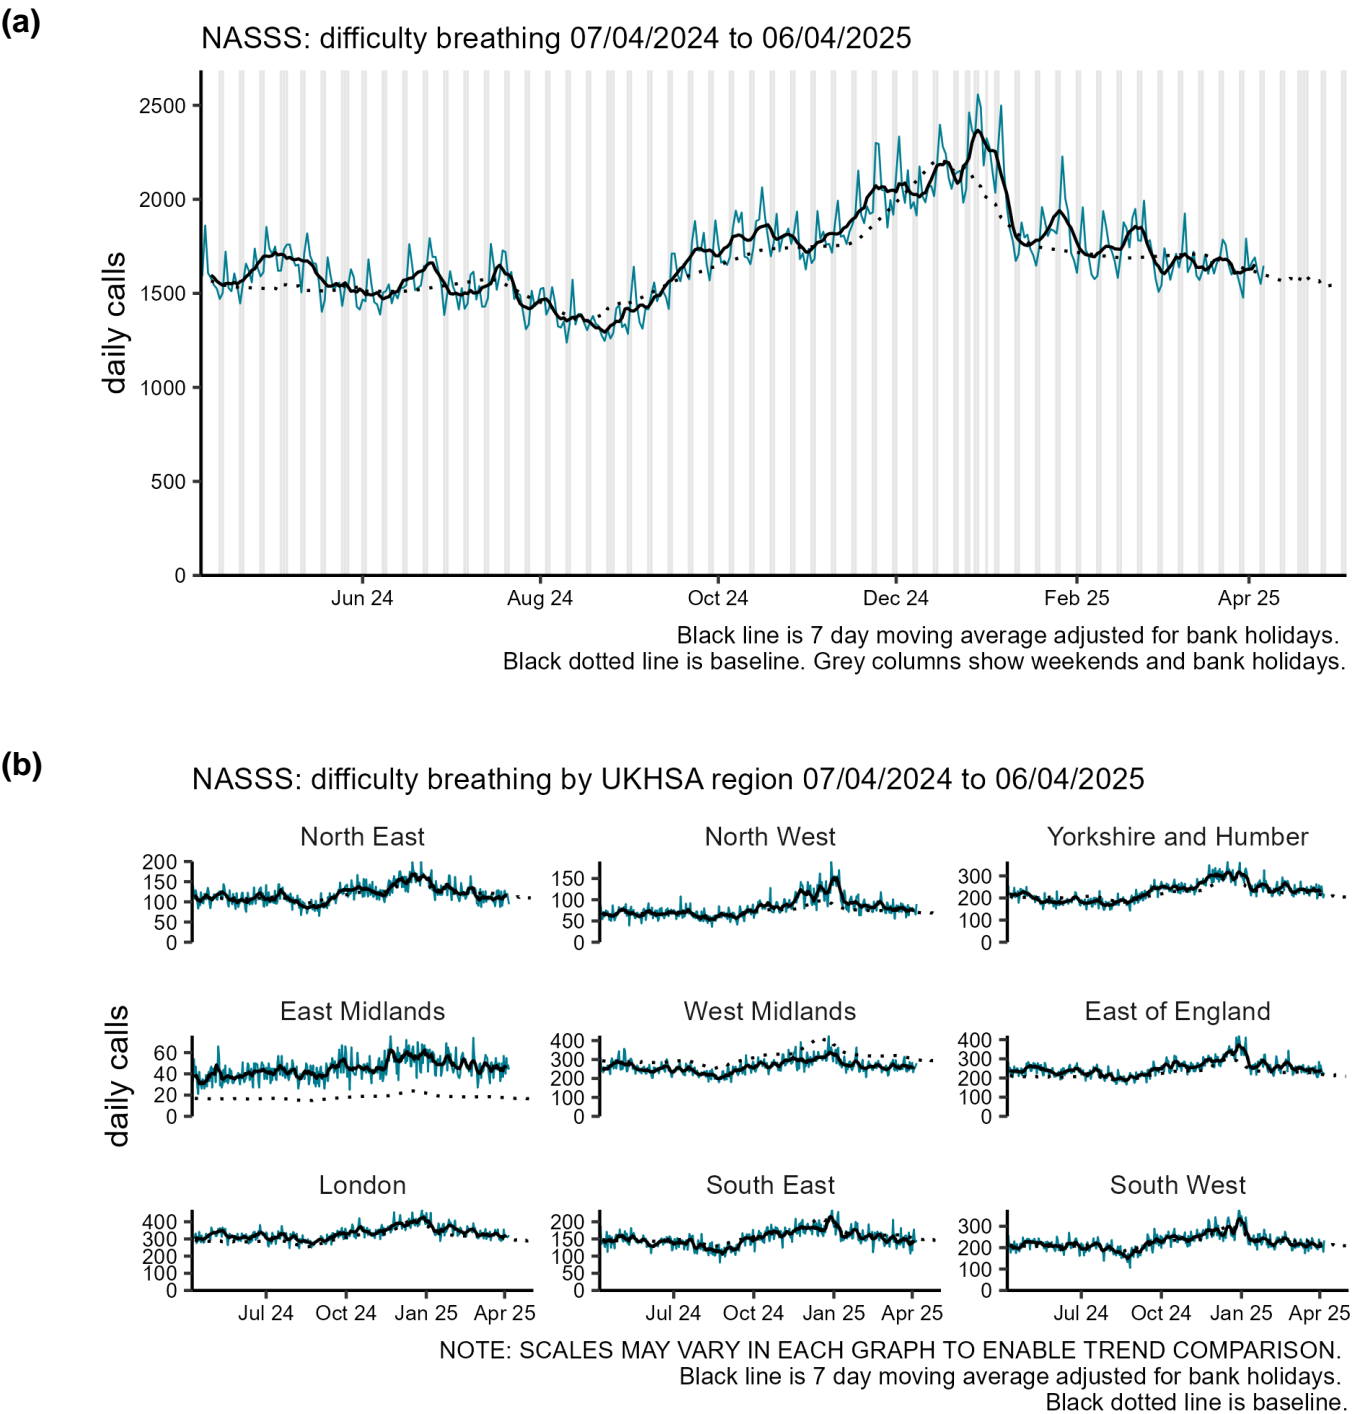 (a)
NASSS: difficulty breathing 07/04/2024 to 06/04/2025
daily calls
2500
2000
1500
1000
500
0
Jun 24 Aug 24 Oct 24 Dec 24 Feb 25 Apr 25
Black line is 7 day moving average adjusted for bank holidays.
Black dotted line is baseline. Grey columns show weekends and bank holidays.
(b)
NASSS: difficulty breathing by UKHSA region 07/04/2024 to 06/04/2025
daily calls
North East
200
150
100
50
0
North West
150
100
50
0
Yorkshire and Humber
300
200
100
0
East Midlands
60
40
20
0
West Midlands
400
300
200
100
0
East of England
400
300
200
100
0
London
400
300
200
100
0
Jul 24 Oct 24 Jan 25 Apr 25
South East
200
150
100
50
0
Jul 24 Oct 24 Jan 25 Apr 25
South West
300
200
100
0
Jul 24 Oct 24 Jan 25 Apr 25
NOTE: SCALES MAY VARY IN EACH GRAPH TO ENABLE TREND COMPARISON.
Black line is 7 day moving average adjusted for bank holidays.
Black dotted line is baseline.